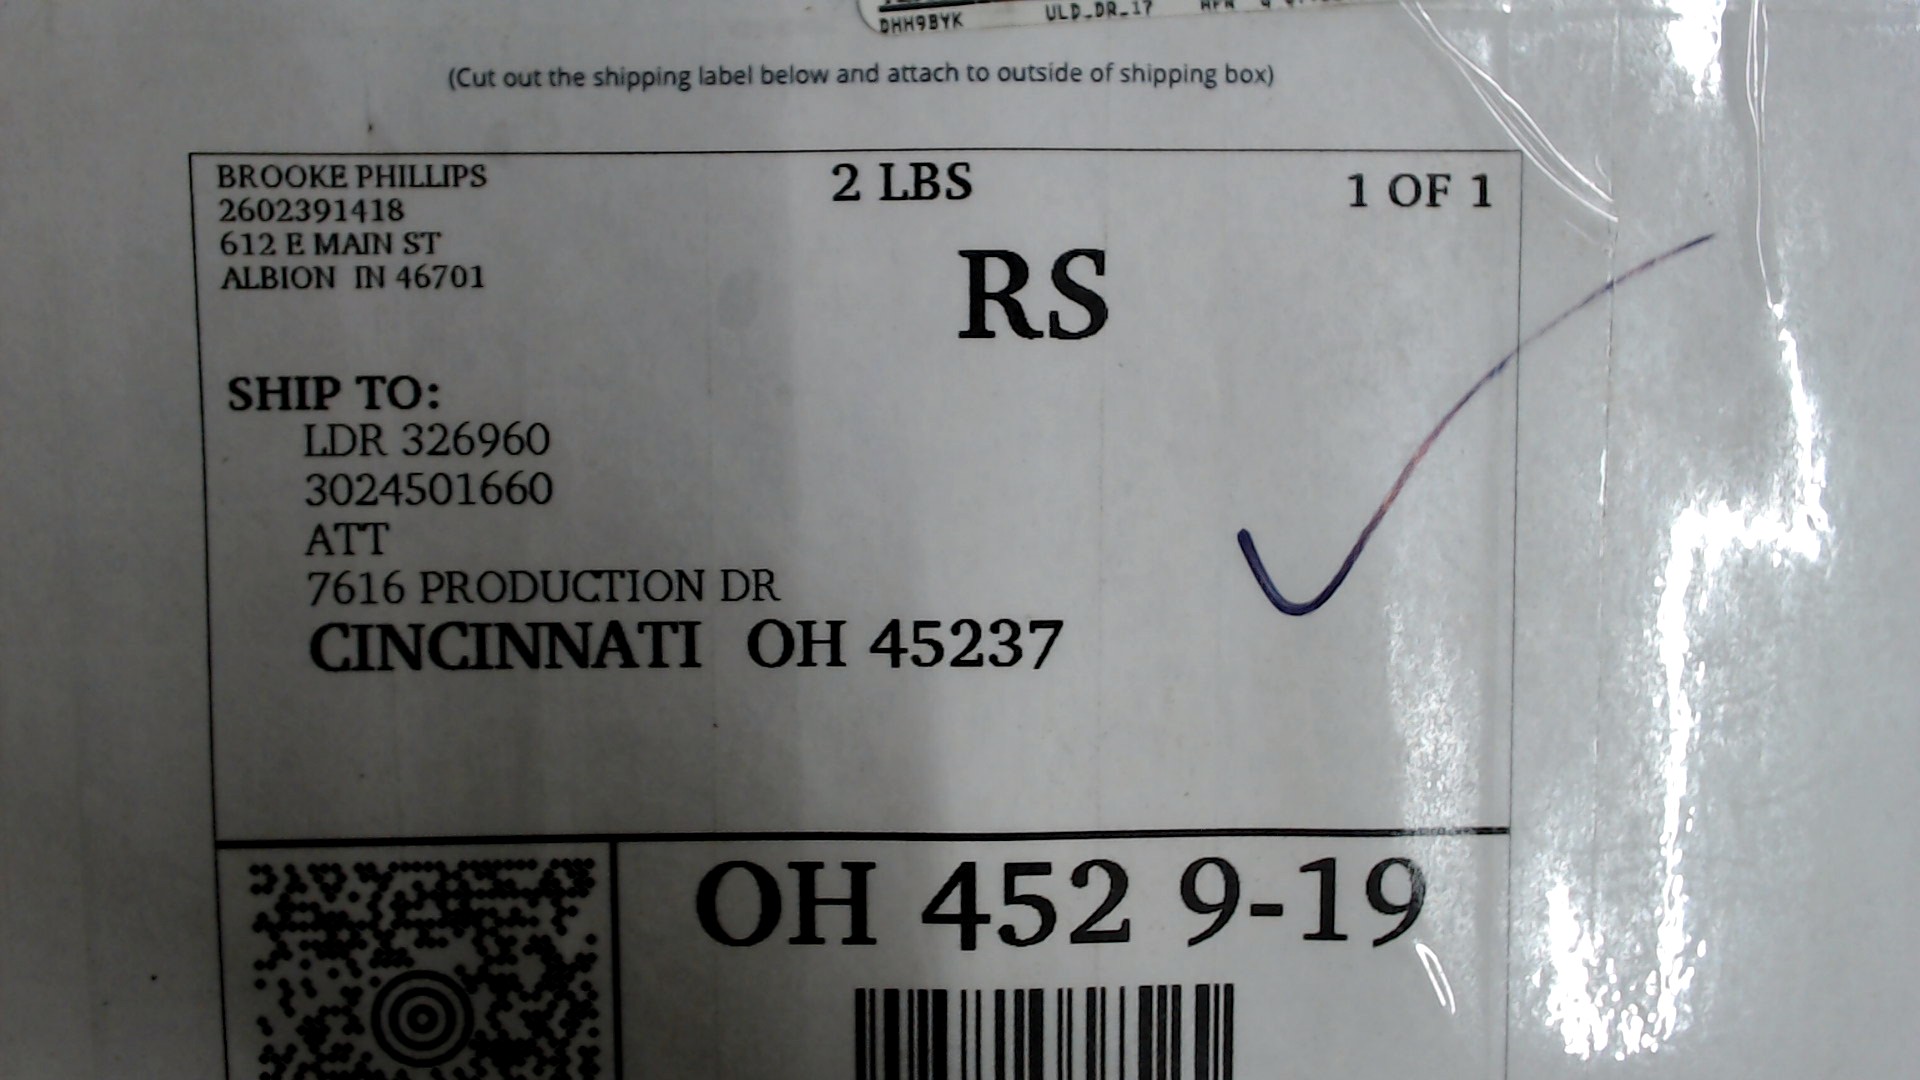 DHH9BYK ULD_DR_17
(Cut out the shipping label below and attach to outside of shipping box)
BROOKE PHILLIPS 2 LBS 1 OF 1
2602391418
612 E MAIN ST
ALBION IN 46701
RS
SHIP TO:
LDR 326960
3024501660
ATT
7616 PRODUCTION DR
CINCINNATI OH 45237
OH 452 9-19